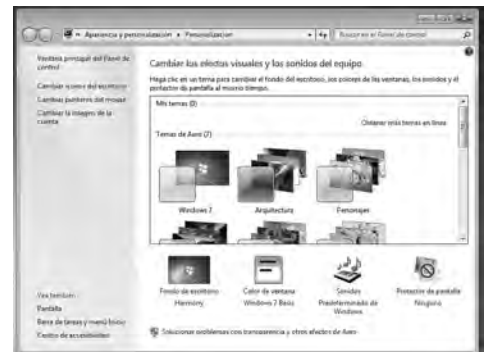 « Apariencia y personalización ▸ Personalización
Buscar en el Panel de control
Ventana principal del Panel de
control
Cambiar iconos del escritorio
Cambiar punteros del mouse
Cambiar la imagen de la
cuenta
Cambiar los efectos visuales y los sonidos del equipo
Haga clic en un tema para cambiar el fondo del escritorio, los colores de las ventanas, los sonidos y el
protector de pantalla al mismo tiempo.
Mis temas (0)
Obtener más temas en línea
Temas de Aero (7)
Windows 7
Arquitectura
Personajes
Fondo de escritorio
Harmony
Color de ventana
Windows 7 Basic
Sonidos
Predeterminado de
Windows
Protector de pantalla
Ninguno
Vea también
Pantalla
Barra de tareas y menú Inicio
Centro de accesibilidad
Solucionar problemas con transparencia y otros efectos de Aero